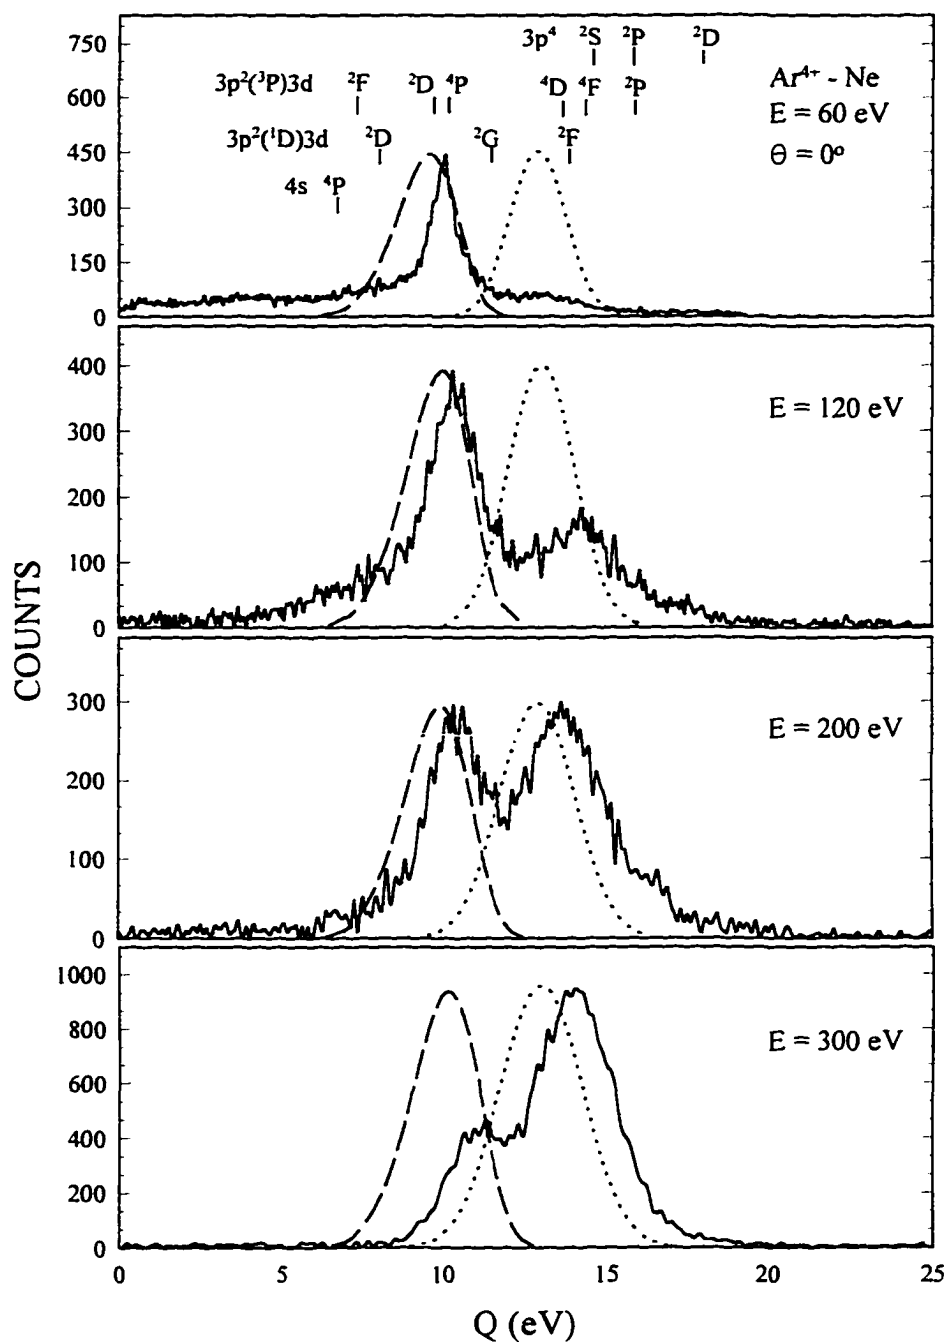 750
3p⁴ ²S ²P ²D
3p²(³P)3d ²F ²D ⁴P ⁴D ⁴F ²P
Ar⁴⁺ - Ne
600
E = 60 eV
3p²(¹D)3d ²D ²G ²F
450
θ = 0°
4s ⁴P
300
150
0
400
E = 120 eV
300
200
100
0
COUNTS
300
E = 200 eV
200
100
0
1000
E = 300 eV
800
600
400
200
0
0 5 10 15 20 25
Q (eV)